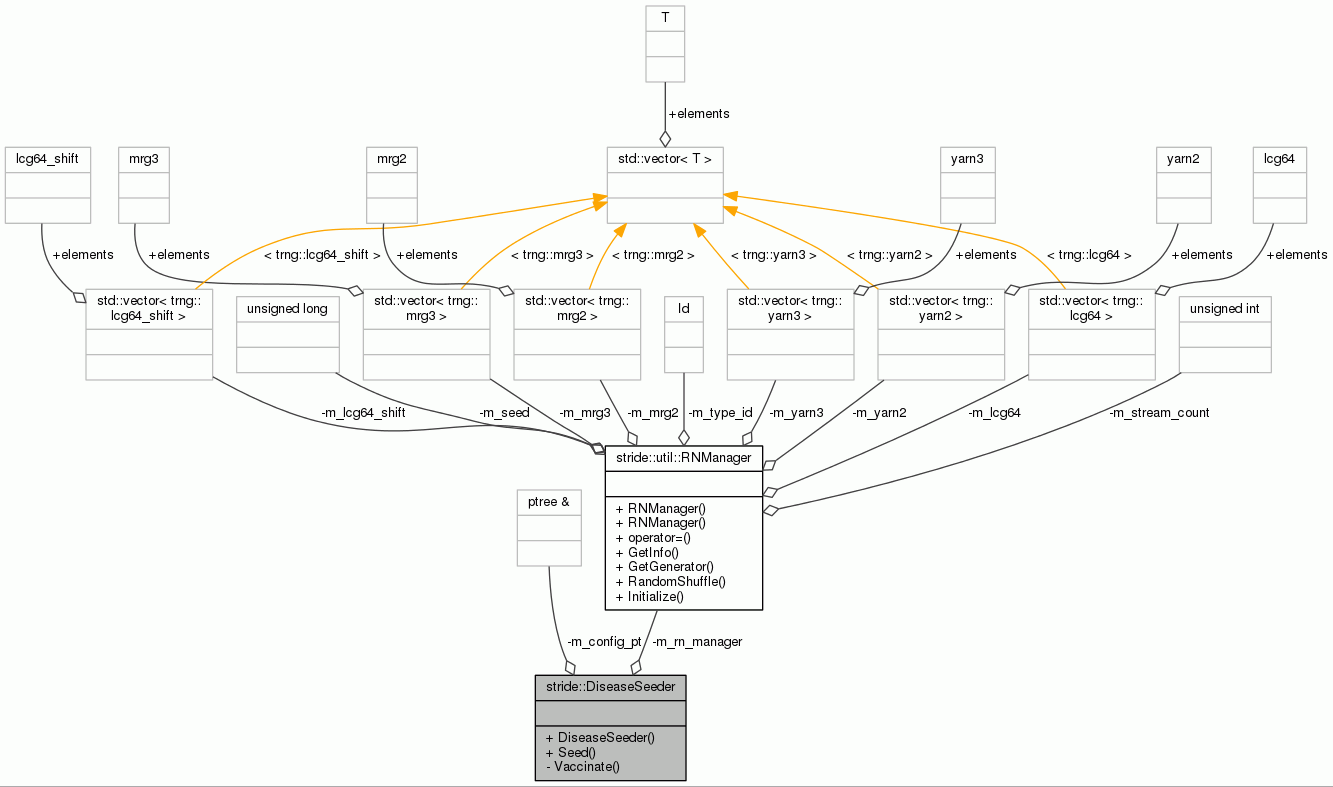 T
+elements
lcg64_shift
mrg3
mrg2
std::vector< T >
yarn3
yarn2
lcg64
+elements
+elements
< trng::lcg64_shift >
+elements
< trng::mrg3 >
< trng::mrg2 >
< trng::yarn3 >
< trng::yarn2 >
+elements
< trng::lcg64 >
+elements
+elements
std::vector< trng::
lcg64_shift >
unsigned long
std::vector< trng::
mrg3 >
std::vector< trng::
mrg2 >
Id
std::vector< trng::
yarn3 >
std::vector< trng::
yarn2 >
std::vector< trng::
lcg64 >
unsigned int
-m_lcg64_shift
-m_seed
-m_mrg3
-m_mrg2
-m_type_id
-m_yarn3
-m_yarn2
-m_lcg64
-m_stream_count
stride::util::RNManager
+ RNManager()
+ RNManager()
+ operator=()
+ GetInfo()
+ GetGenerator()
+ RandomShuffle()
+ Initialize()
ptree &
-m_config_pt
-m_rn_manager
stride::DiseaseSeeder
+ DiseaseSeeder()
+ Seed()
- Vaccinate()